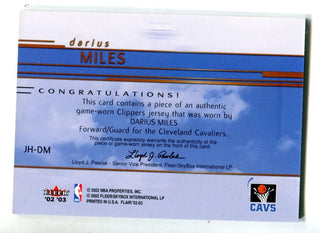 darius
MILES
CONGRATULATIONS!
This card contains a piece of an authentic
game-worn Clippers jersey that was worn by
DARIUS MILES
Forward/Guard for the Cleveland Cavaliers.
This certificate expressly warrants the authenticity of the
game-worn jersey on the front of this card.
Lloyd J. Pawlak
Lloyd J. Pawlak - Senior Vice President, Fleer/SkyBox International LP
JH-DM
FLEER
'02 '03
© 2002 NBA PROPERTIES, INC.
© 2002 FLEER/SKYBOX INTERNATIONAL LP
PRINTED IN U.S.A. FLAIR '02-03
CAVS